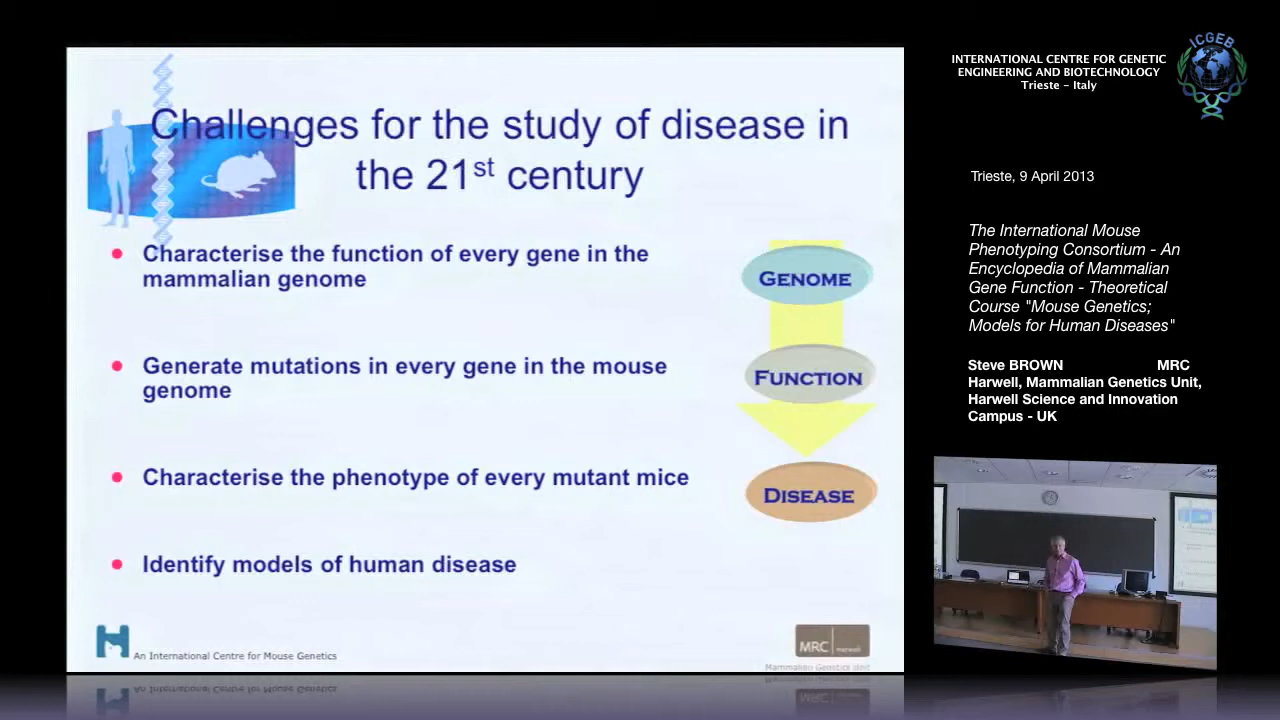 Challenges for the study of disease in
the 21st century
Characterise the function of every gene in the
mammalian genome
Generate mutations in every gene in the mouse
genome
Characterise the phenotype of every mutant mice
Identify models of human disease
GENOME
FUNCTION
DISEASE
An International Centre for Mouse Genetics
MRC harwell
Mammalian Genetics Unit
INTERNATIONAL CENTRE FOR GENETIC
ENGINEERING AND BIOTECHNOLOGY
Trieste – Italy
ICGEB
Trieste, 9 April 2013
The International Mouse
Phenotyping Consortium - An
Encyclopedia of Mammalian
Gene Function - Theoretical
Course "Mouse Genetics;
Models for Human Diseases"
Steve BROWN MRC
Harwell, Mammalian Genetics Unit,
Harwell Science and Innovation
Campus - UK